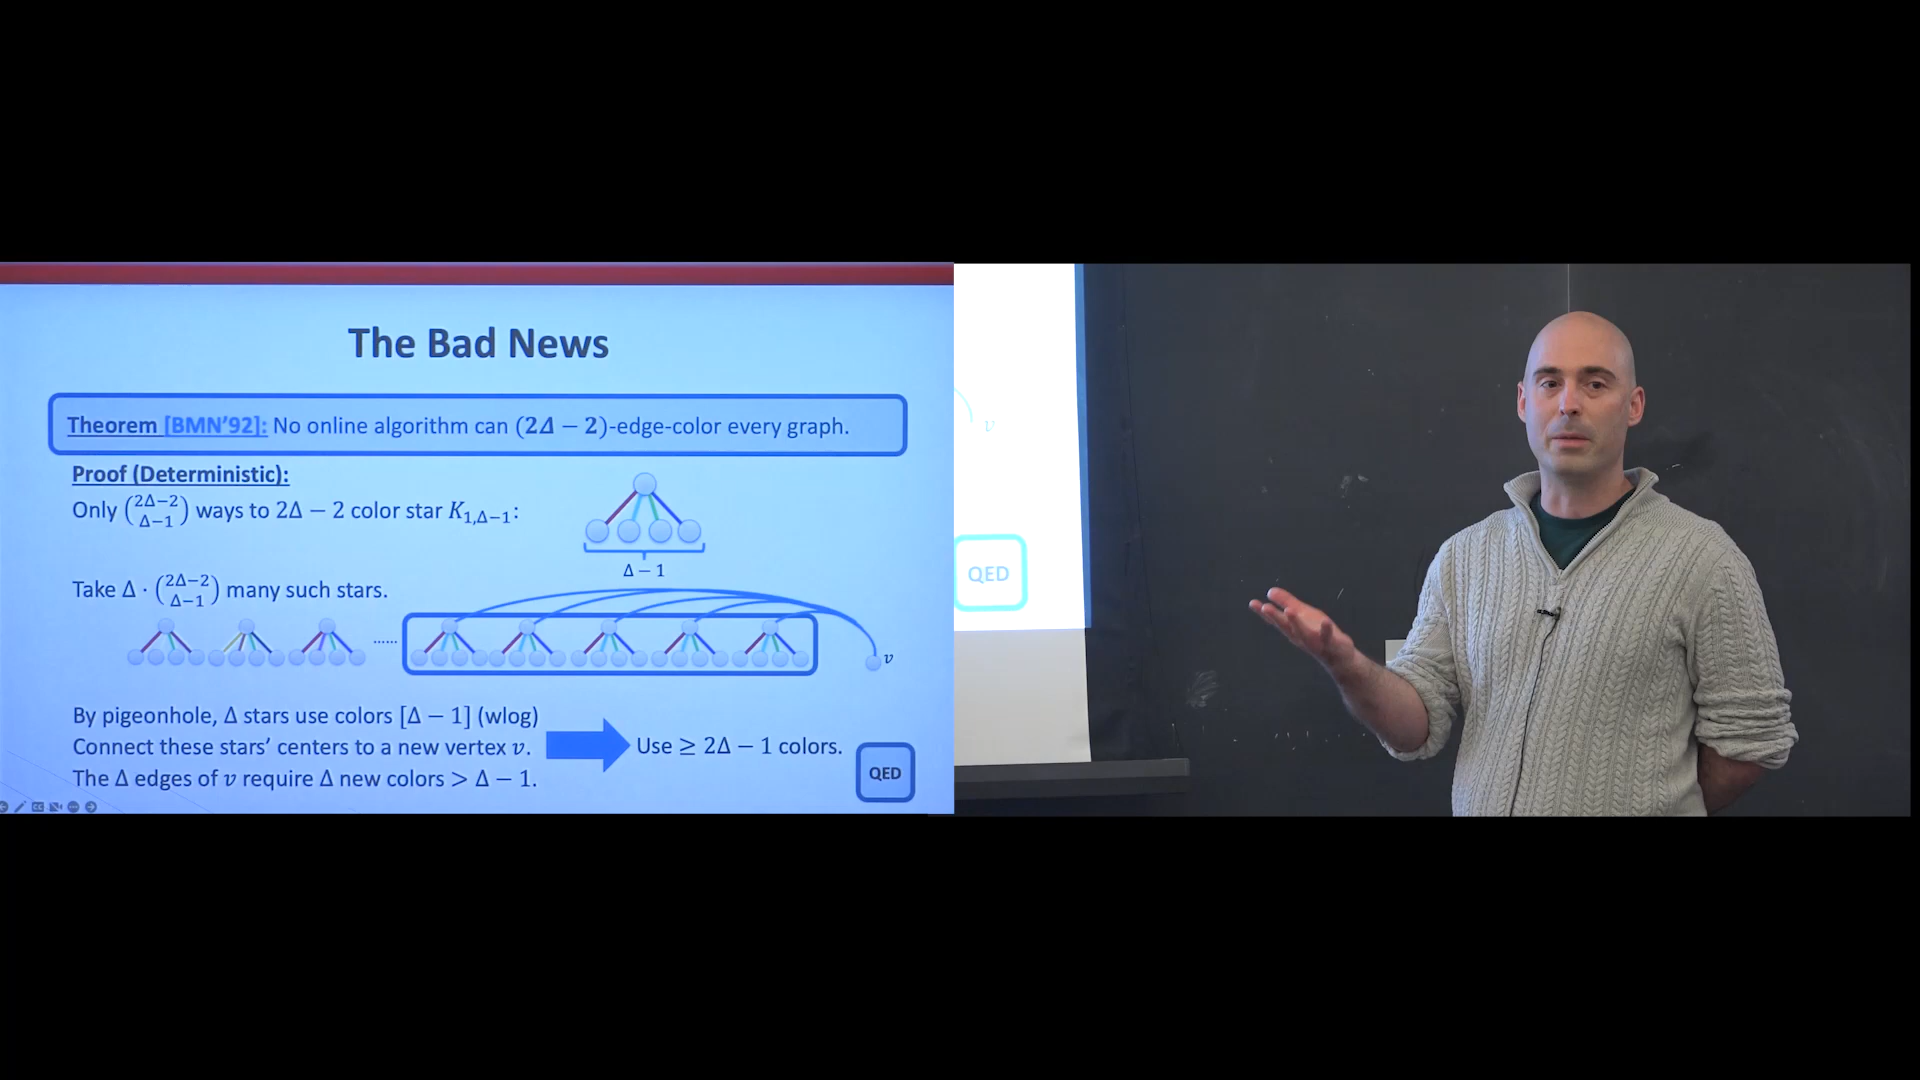 The Bad News
Theorem [BMN'92]: No online algorithm can (2Δ − 2)-edge-color every graph.
Proof (Deterministic):
Only (2Δ−2 Δ−1) ways to 2Δ − 2 color star K1,Δ−1:
Δ − 1
Take Δ · (2Δ−2 Δ−1) many such stars.
......
v
By pigeonhole, Δ stars use colors [Δ − 1] (wlog)
Connect these stars' centers to a new vertex v.
The Δ edges of v require Δ new colors > Δ − 1.
Use ≥ 2Δ − 1 colors.
QED
v
QED